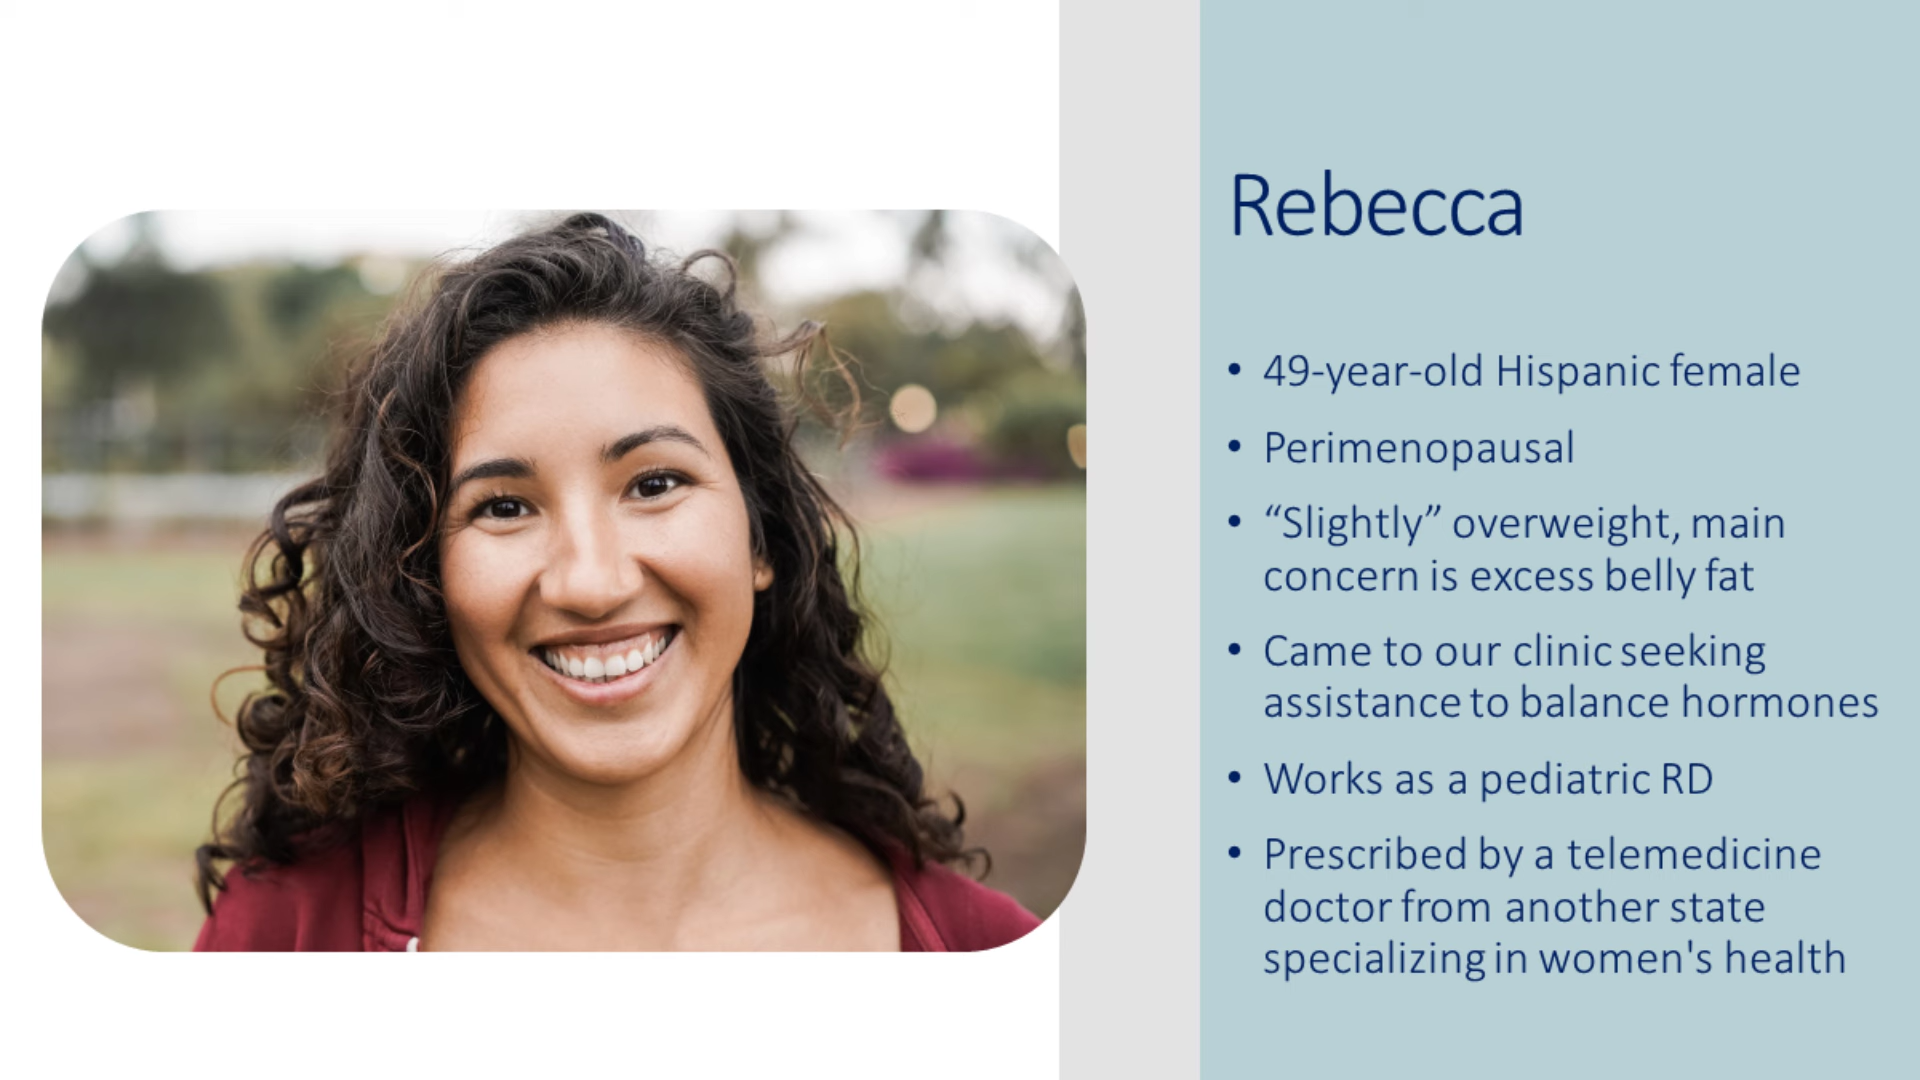 Rebecca
• 49-year-old Hispanic female
• Perimenopausal
• “Slightly” overweight, main
concern is excess belly fat
• Came to our clinic seeking
assistance to balance hormones
• Works as a pediatric RD
• Prescribed by a telemedicine
doctor from another state
specializing in women's health